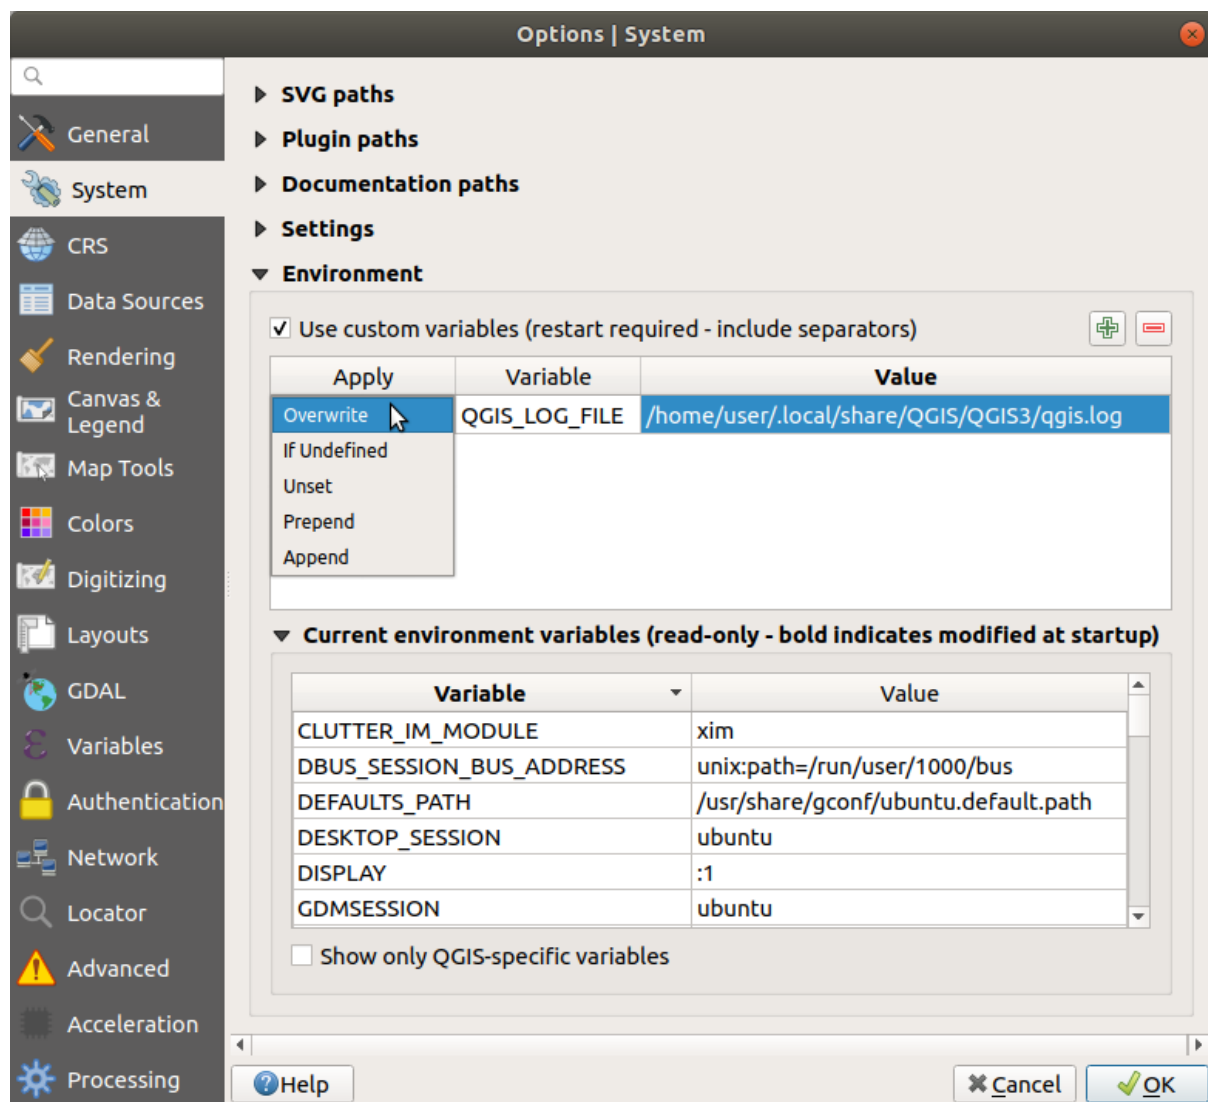 Options | System
General
System
CRS
Data Sources
Rendering
Canvas &
Legend
Map Tools
Colors
Digitizing
Layouts
GDAL
Variables
Authentication
Network
Locator
Advanced
Acceleration
Processing
SVG paths
Plugin paths
Documentation paths
Settings
Environment
Use custom variables (restart required - include separators)
Apply Variable Value
Overwrite QGIS_LOG_FILE /home/user/.local/share/QGIS/QGIS3/qgis.log
If Undefined
Unset
Prepend
Append
Current environment variables (read-only - bold indicates modified at startup)
Variable Value
CLUTTER_IM_MODULE xim
DBUS_SESSION_BUS_ADDRESS unix:path=/run/user/1000/bus
DEFAULTS_PATH /usr/share/gconf/ubuntu.default.path
DESKTOP_SESSION ubuntu
DISPLAY :1
GDMSESSION ubuntu
Show only QGIS-specific variables
Help Cancel OK